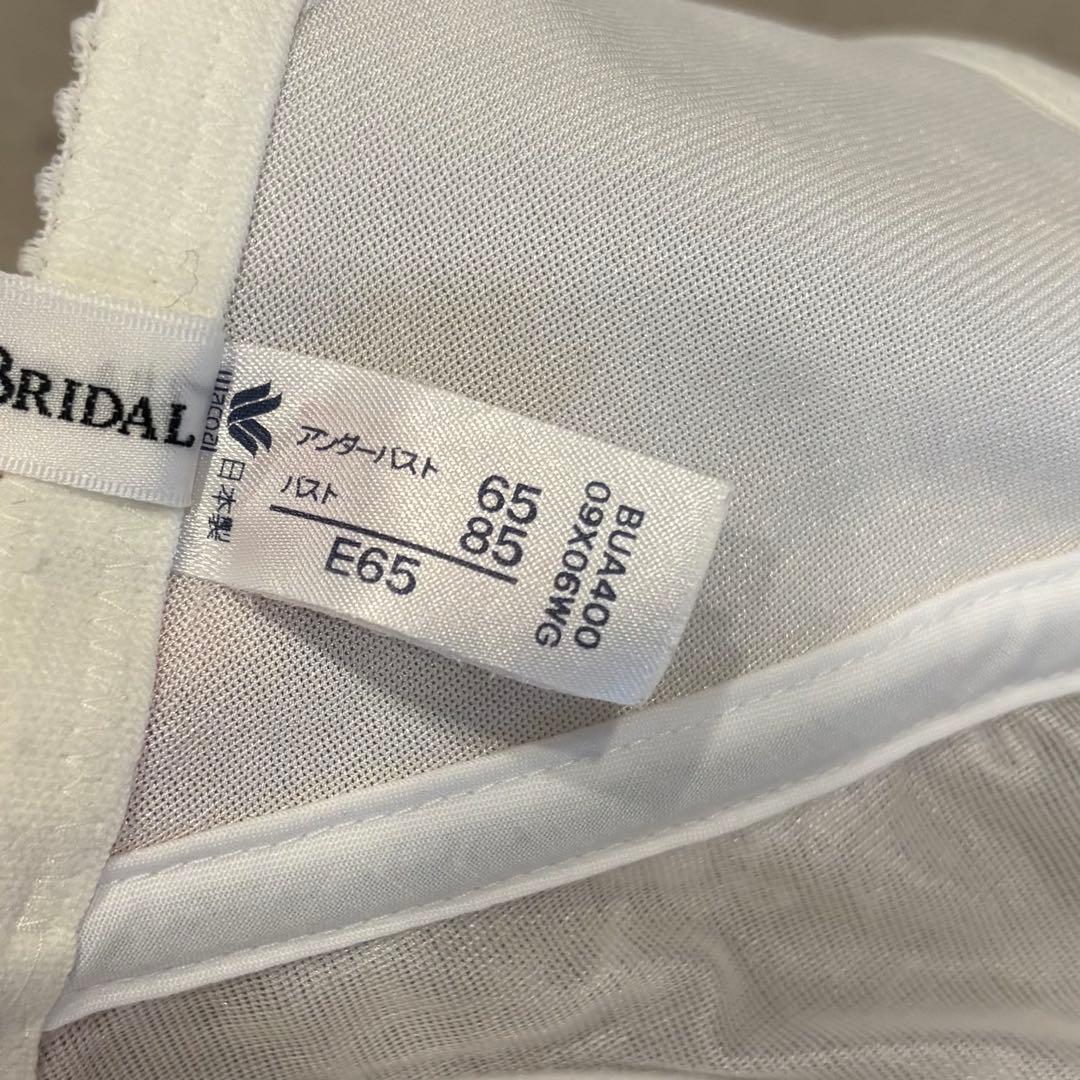 BRIDAL
Wacoal
日本製
アンダーバスト 65
バスト 85
E65
BUA400
09X06WG